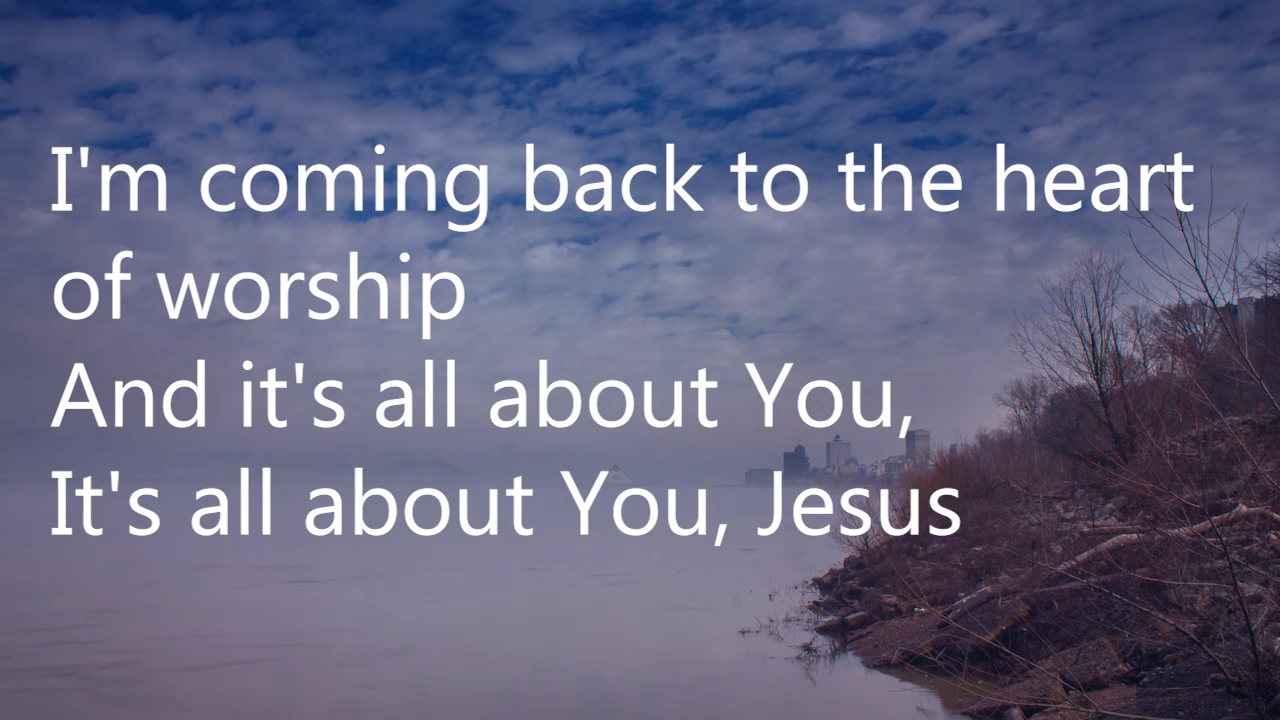 I'm coming back to the heart
of worship
And it's all about You,
It's all about You, Jesus